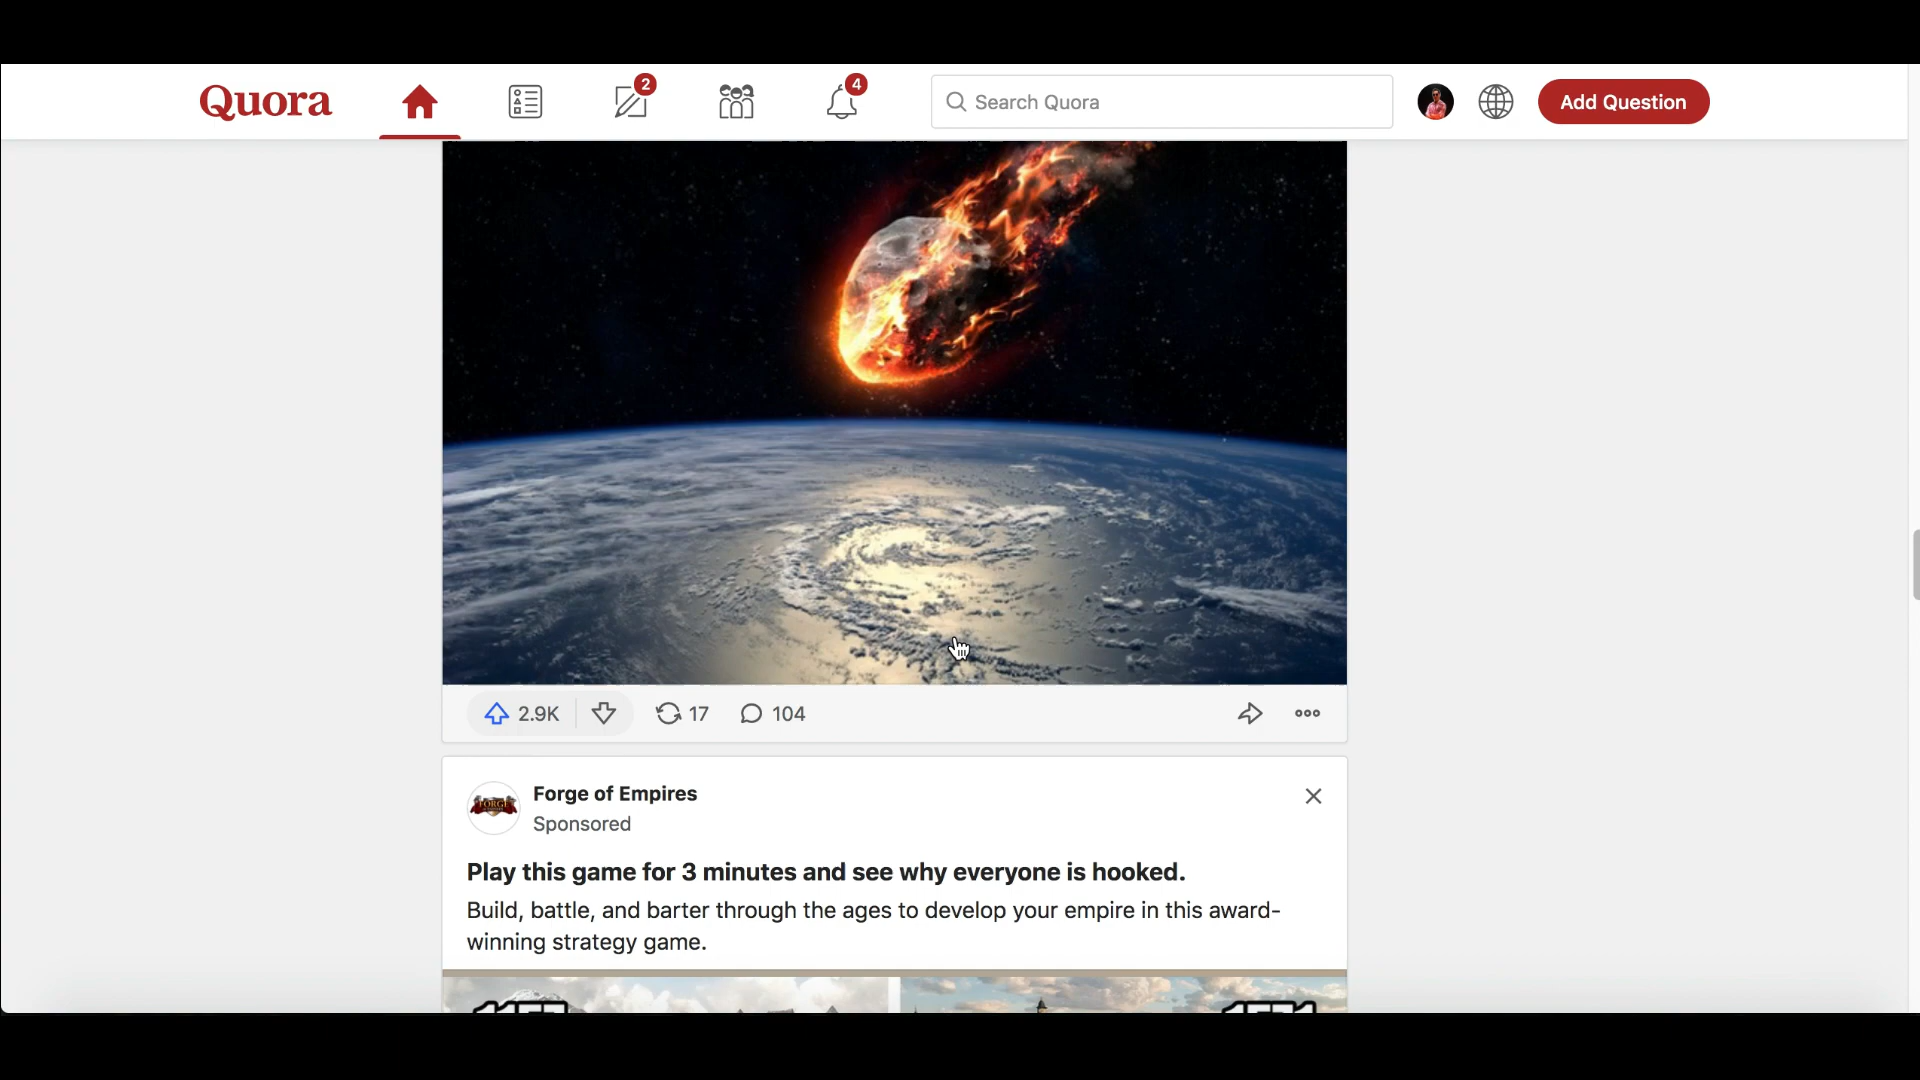 Quora
2
4
Search Quora
Add Question
2.9K
17
104
FORGE
Forge of Empires
Sponsored
Play this game for 3 minutes and see why everyone is hooked.
Build, battle, and barter through the ages to develop your empire in this award-
winning strategy game.